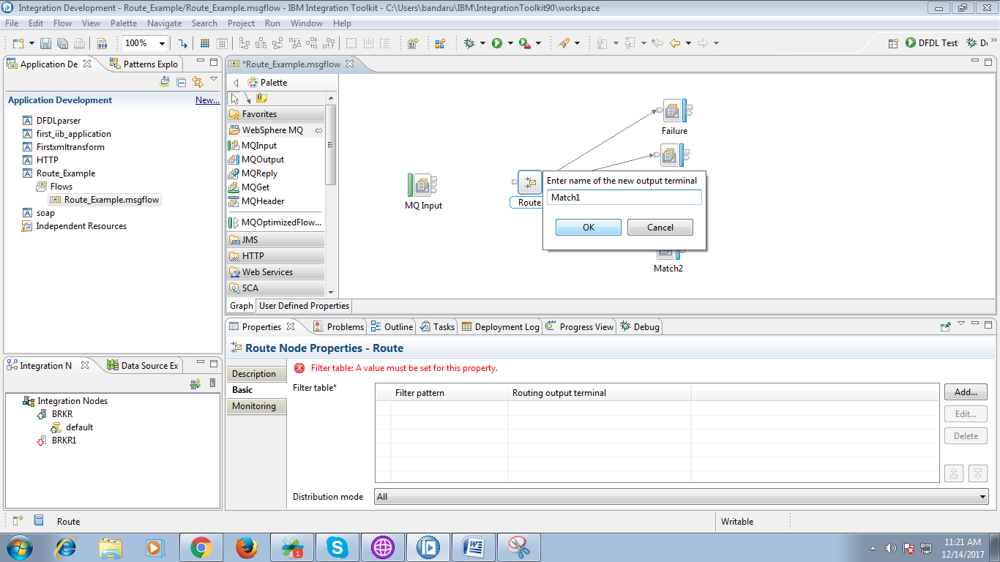 Integration Development - Route_Example/Route_Example.msgflow - IBM Integration Toolkit - C:\Users\bandaru\IBM\IntegrationToolkit90\workspace
File Edit Flow View Palette Navigate Search Project Run Window Help
100%
DFDL Test
D
»
Application De
Patterns Explo
Application Development
New...
DFDLparser
first_iib_application
Firstxmltransform
HTTP
Route_Example
Flows
Route_Example.msgflow
soap
Independent Resources
*Route_Example.msgflow
Palette
Favorites
WebSphere MQ
MQInput
MQOutput
MQReply
MQGet
MQHeader
MQOptimizedFlow...
JMS
HTTP
Web Services
SCA
MQ Input
Route
Failure
Match2
Enter name of the new output terminal
Match1
OK
Cancel
Graph
User Defined Properties
Integration N
Data Source Ex
Integration Nodes
BRKR
default
BRKR1
Properties
Problems
Outline
Tasks
Deployment Log
Progress View
Debug
Route Node Properties - Route
Description
Basic
Monitoring
Filter table: A value must be set for this property.
Filter table*
Filter pattern
Routing output terminal
Add...
Edit...
Delete
Distribution mode
All
Route
Writable
1
11:21 AM
12/14/2017